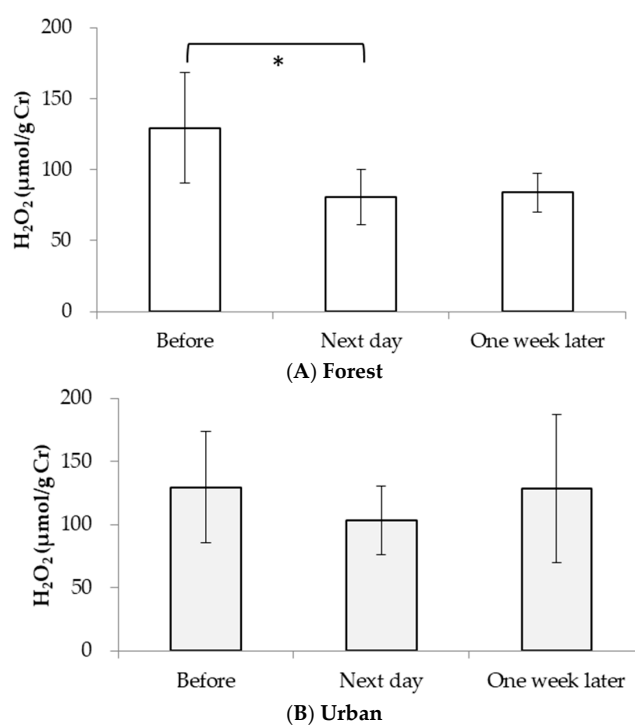 200
*
150
100
50
0
H₂O₂ (µmol/g Cr)
Before Next day One week later
(A) Forest
200
150
100
50
0
H₂O₂ (µmol/g Cr)
Before Next day One week later
(B) Urban